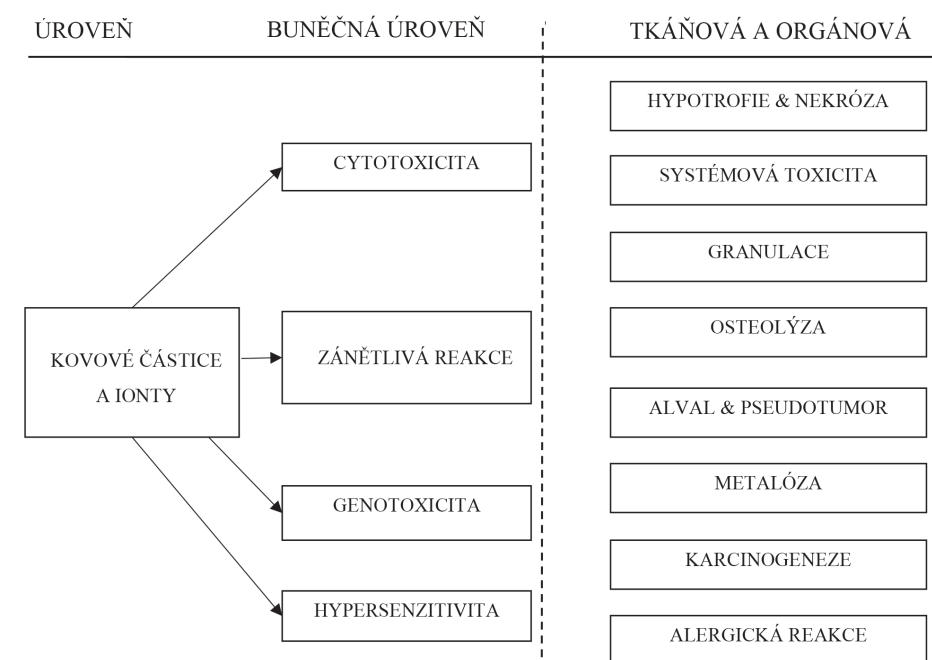 ÚROVEŇ
BUNĚČNÁ ÚROVEŇ
TKÁŇOVÁ A ORGÁNOVÁ
KOVOVÉ ČÁSTICE
A IONTY
CYTOTOXICITA
ZÁNĚTLIVÁ REAKCE
GENOTOXICITA
HYPERSENZITIVITA
HYPOTROFIE & NEKRÓZA
SYSTÉMOVÁ TOXICITA
GRANULACE
OSTEOLÝZA
ALVAL & PSEUDOTUMOR
METALÓZA
KARCINOGENEZE
ALERGICKÁ REAKCE